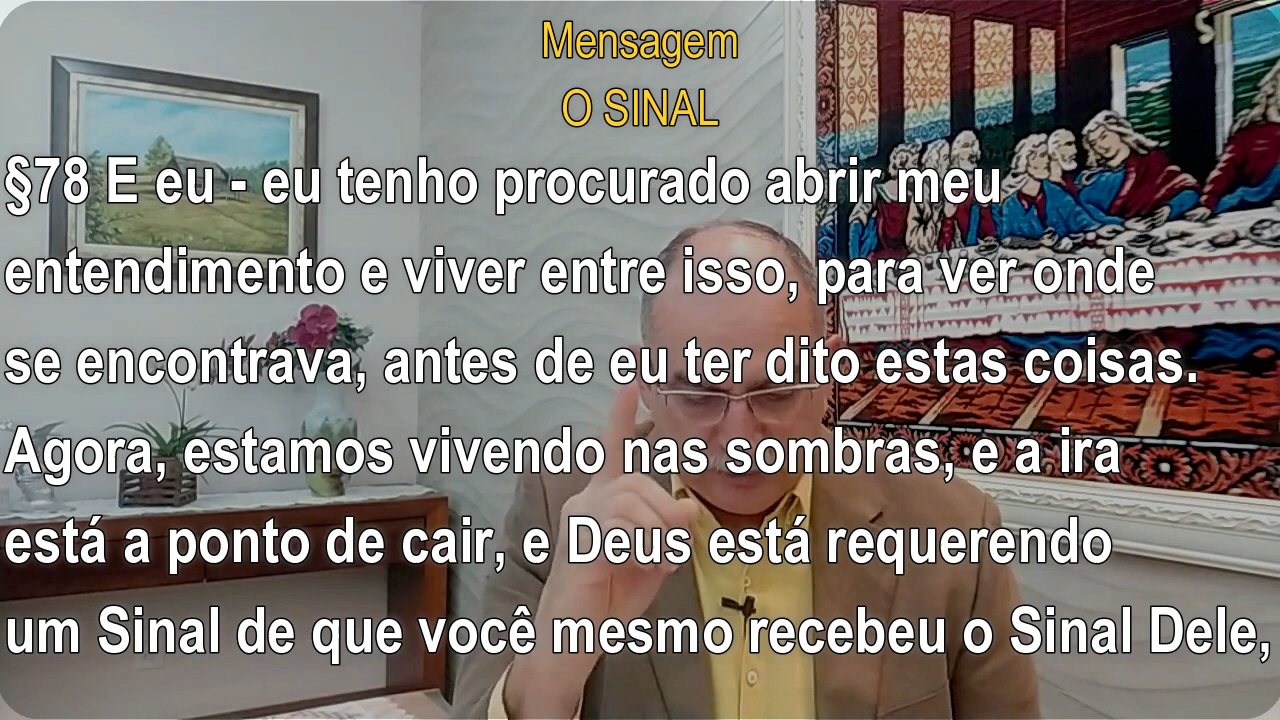 Mensagem
O SINAL
§78 E eu - eu tenho procurado abrir meu
entendimento e viver entre isso, para ver onde
se encontrava, antes de eu ter dito estas coisas.
Agora, estamos vivendo nas sombras, e a ira
está a ponto de cair, e Deus está requerendo
um Sinal de que você mesmo recebeu o Sinal Dele,